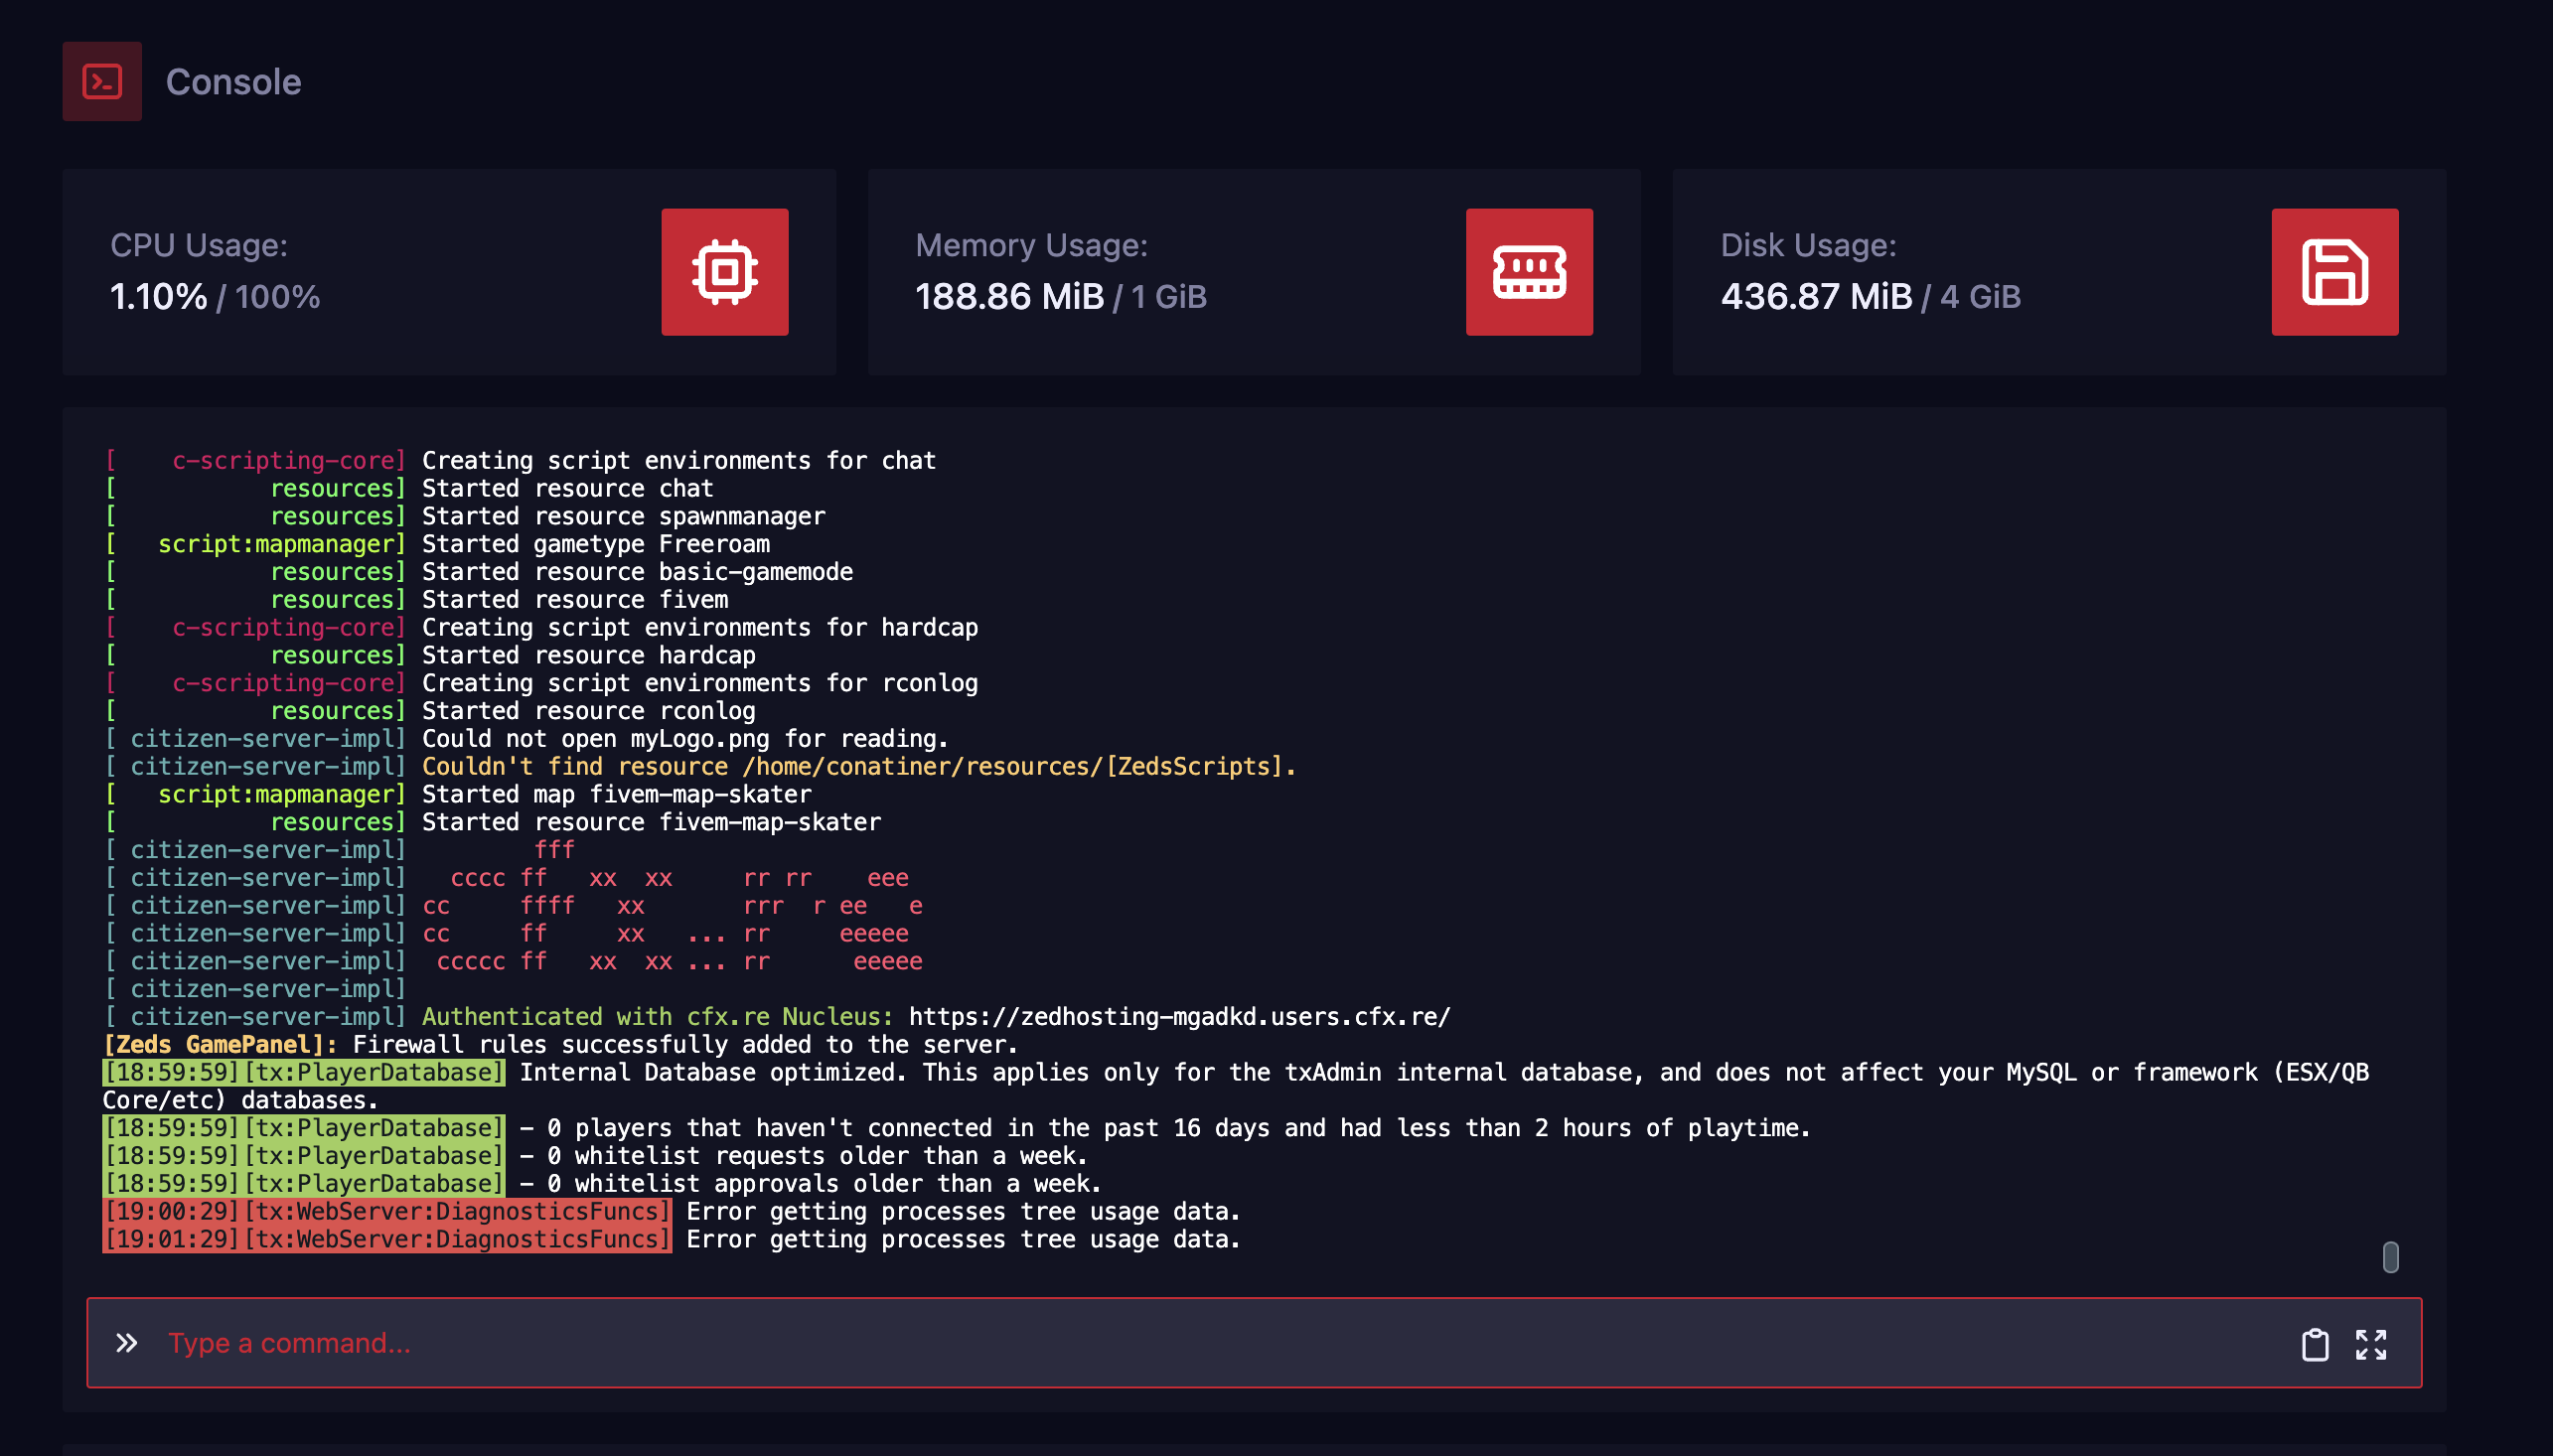 Console
CPU Usage:
1.10% / 100%
Memory Usage:
188.86 MiB / 1 GiB
Disk Usage:
436.87 MiB / 4 GiB
[    c-scripting-core] Creating script environments for chat
[           resources] Started resource chat
[           resources] Started resource spawnmanager
[   script:mapmanager] Started gametype Freeroam
[           resources] Started resource basic-gamemode
[           resources] Started resource fivem
[    c-scripting-core] Creating script environments for hardcap
[           resources] Started resource hardcap
[    c-scripting-core] Creating script environments for rconlog
[           resources] Started resource rconlog
[ citizen-server-impl] Could not open myLogo.png for reading.
[ citizen-server-impl] Couldn't find resource /home/conatiner/resources/[ZedsScripts].
[   script:mapmanager] Started map fivem-map-skater
[           resources] Started resource fivem-map-skater
[ citizen-server-impl]         fff
[ citizen-server-impl]   cccc ff   xx  xx     rr rr    eee
[ citizen-server-impl] cc     ffff   xx       rrr  r ee   e
[ citizen-server-impl] cc     ff     xx   ... rr     eeeee
[ citizen-server-impl]  ccccc ff   xx  xx ... rr      eeeee
[ citizen-server-impl]
[ citizen-server-impl] Authenticated with cfx.re Nucleus: https://zedhosting-mgadkd.users.cfx.re/
[Zeds GamePanel]: Firewall rules successfully added to the server.
[18:59:59][tx:PlayerDatabase] Internal Database optimized. This applies only for the txAdmin internal database, and does not affect your MySQL or framework (ESX/QB
Core/etc) databases.
[18:59:59][tx:PlayerDatabase] - 0 players that haven't connected in the past 16 days and had less than 2 hours of playtime.
[18:59:59][tx:PlayerDatabase] - 0 whitelist requests older than a week.
[18:59:59][tx:PlayerDatabase] - 0 whitelist approvals older than a week.
[19:00:29][tx:WebServer:DiagnosticsFuncs] Error getting processes tree usage data.
[19:01:29][tx:WebServer:DiagnosticsFuncs] Error getting processes tree usage data.
Type a command...